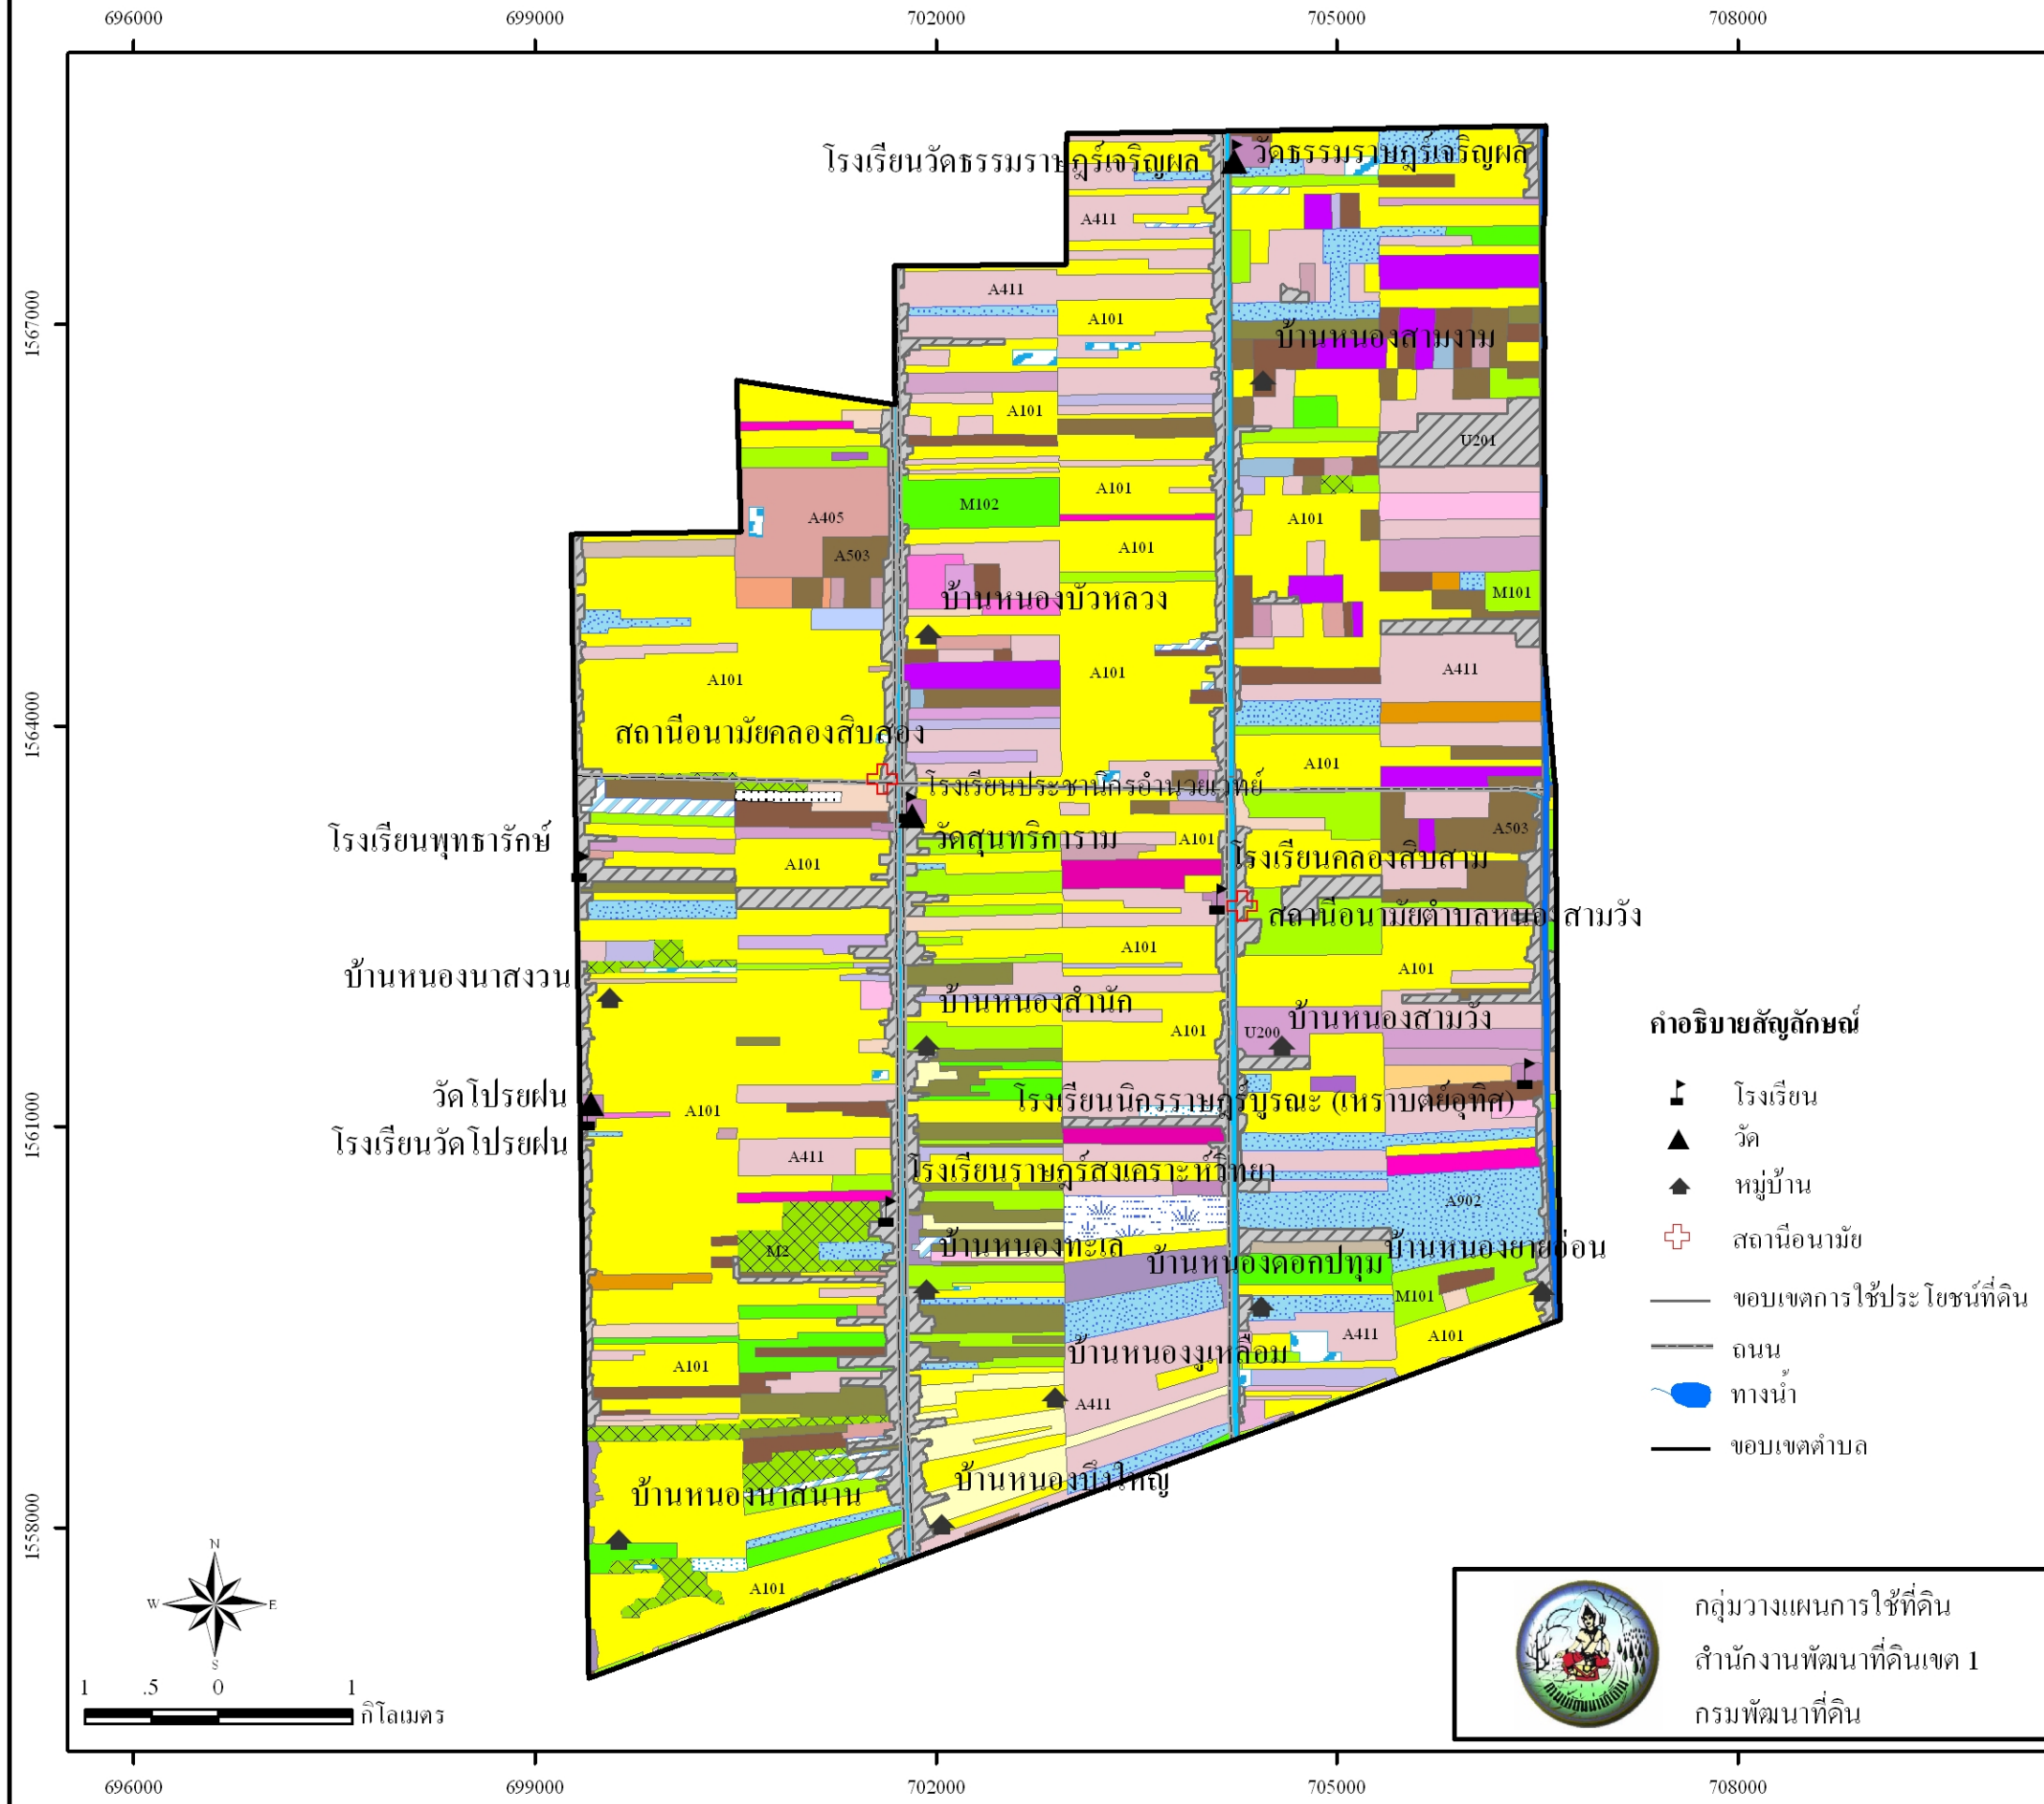 696000 699000 702000 705000 708000
โรงเรียนวัดธรรมราษฎร์เจริญผล
วัดธรรมราษฎร์เจริญผล
A411
A411
1567000
A101
บ้านหนองสามงาม
A101
U201
A101
M102
A405
A101
A101
A503
M101
บ้านหนองบัวหลวง
A411
A101
A101
1564000
สถานีอนามัยคลองสิบสอง
A101
โรงเรียนประชานิกรอำนวยเวทย์
A503
โรงเรียนพุทธารักษ์
วัดสุนทริการาม
A101
A101
โรงเรียนคลองสิบสาม
สถานีอนามัยตำบลหนองสามวัง
A101
A101
บ้านหนองนาสงวน
บ้านหนองสำนัก
บ้านหนองสามวัง
A101
U200
คำอธิบายสัญลักษณ์
โรงเรียน
วัด
หมู่บ้าน
สถานีอนามัย
ขอบเขตการใช้ประโยชน์ที่ดิน
ถนน
ทางน้ำ
ขอบเขตตำบล
วัดโปรยฝน
A101
โรงเรียนนิกรราษฎร์บูรณะ (เหราบตย์อุทิศ)
1561000
โรงเรียนวัดโปรยฝน
A411
โรงเรียนราษฎร์สงเคราะห์วิทยา
A902
M2
บ้านหนองทะเล
บ้านหนองดอกปทุม
บ้านหนองยายอ่อน
M101
A411
A101
บ้านหนองงูเหลือม
A101
A411
บ้านหนองนาสนาน
บ้านหนองบึงใหญ่
1558000
A101
N
W E
S
1 .5 0 1
กิโลเมตร
กลุ่มวางแผนการใช้ที่ดิน
สำนักงานพัฒนาที่ดินเขต 1
กรมพัฒนาที่ดิน
กรมพัฒนาที่ดิน
696000 699000 702000 705000 708000